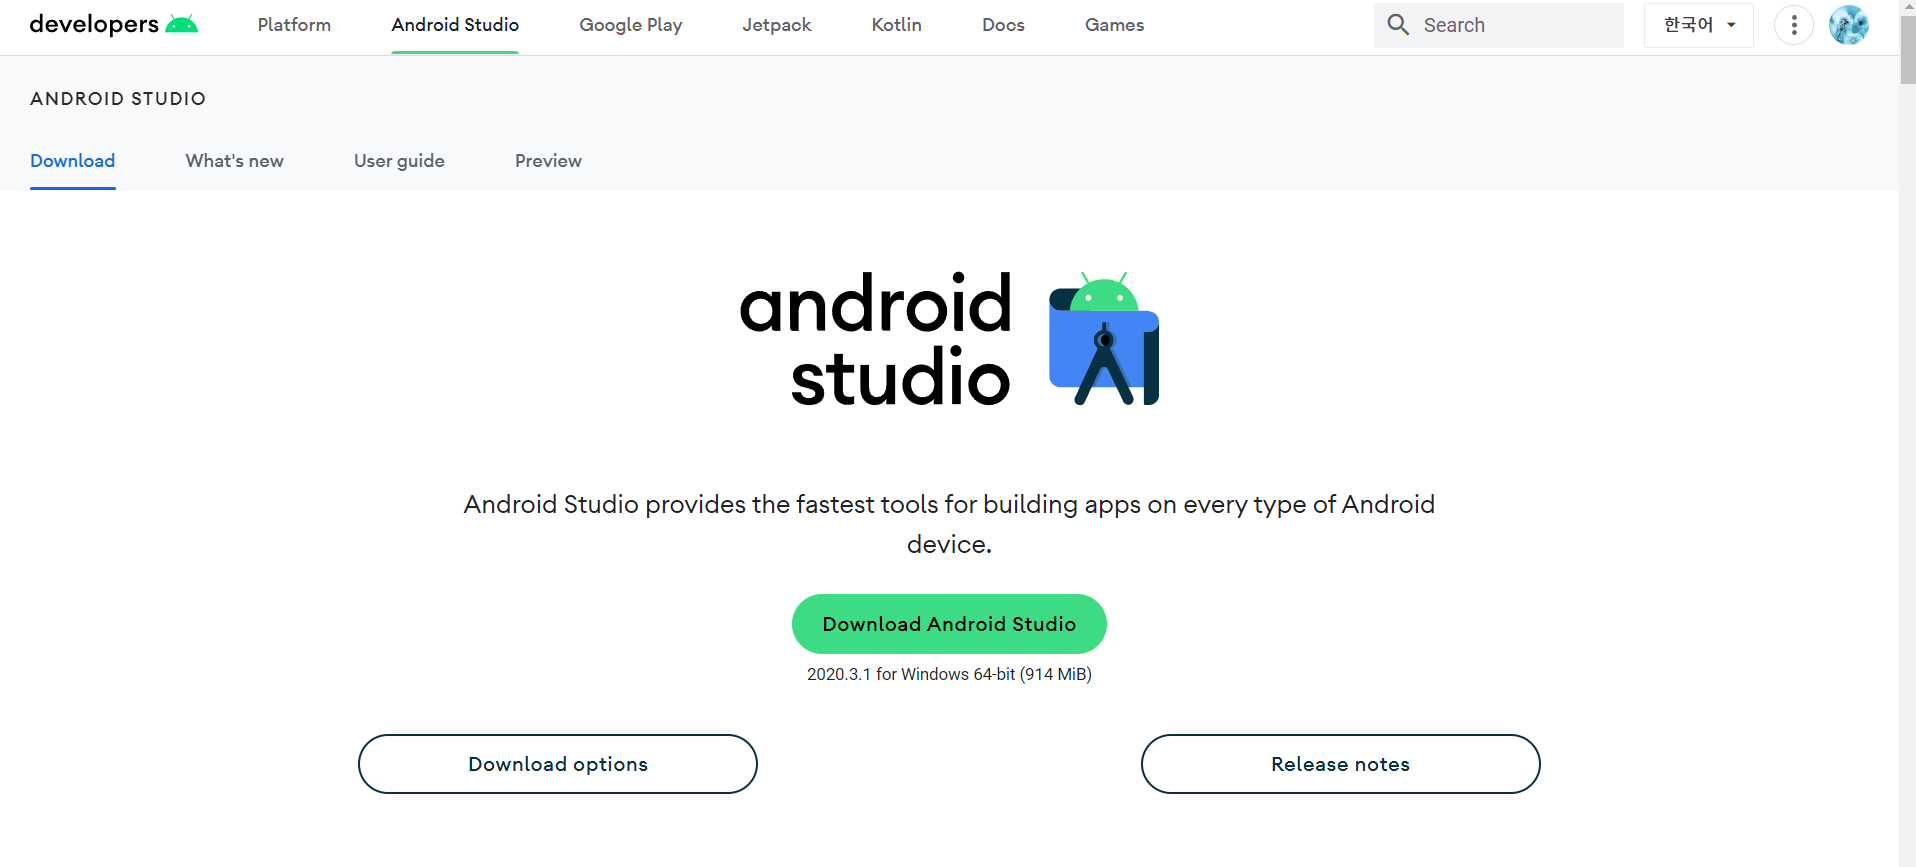 developers
Platform
Android Studio
Google Play
Jetpack
Kotlin
Docs
Games
Search
한국어
ANDROID STUDIO
Download
What's new
User guide
Preview
android
studio
Android Studio provides the fastest tools for building apps on every type of Android
device.
Download Android Studio
2020.3.1 for Windows 64-bit (914 MiB)
Download options
Release notes